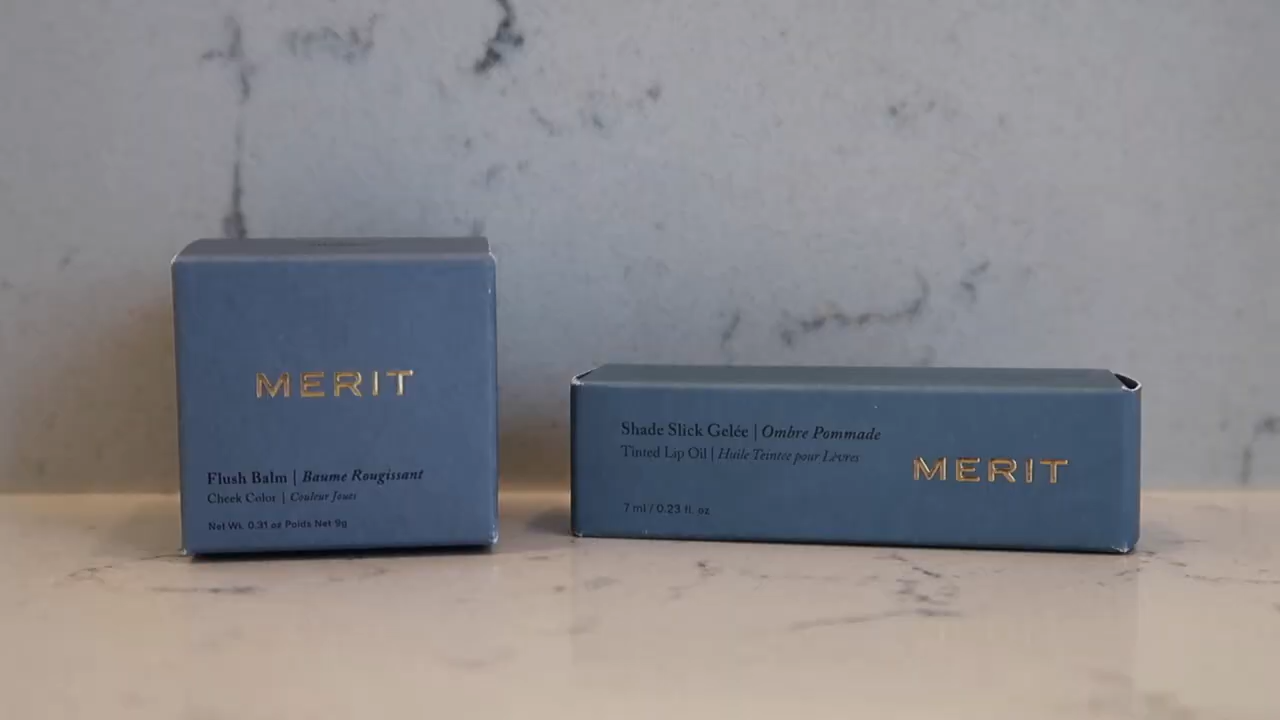 MERIT
Flush Balm | Baume Rougissant
Cheek Color | Couleur Joues
Net Wt. 0.31 oz Poids Net 9g
Shade Slick Gelée | Ombre Pommade
Tinted Lip Oil | Huile Teintée pour Lèvres
MERIT
7 ml / 0.23 fl. oz